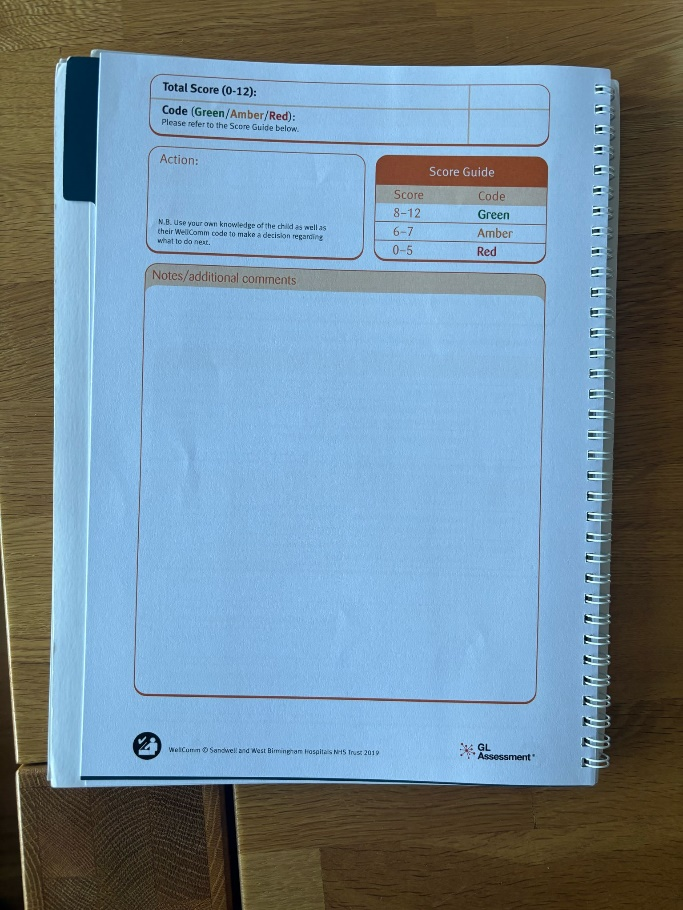 Total Score (0-12):
Code (Green/Amber/Red):
Please refer to the Score Guide below.
Action:
N.B. Use your own knowledge of the child as well as
their WellComm code to make a decision regarding
what to do next.
Score Guide
Score Code
8–12 Green
6–7 Amber
0–5 Red
Notes/additional comments
WellComm © Sandwell and West Birmingham Hospitals NHS Trust 2019
GL
Assessment